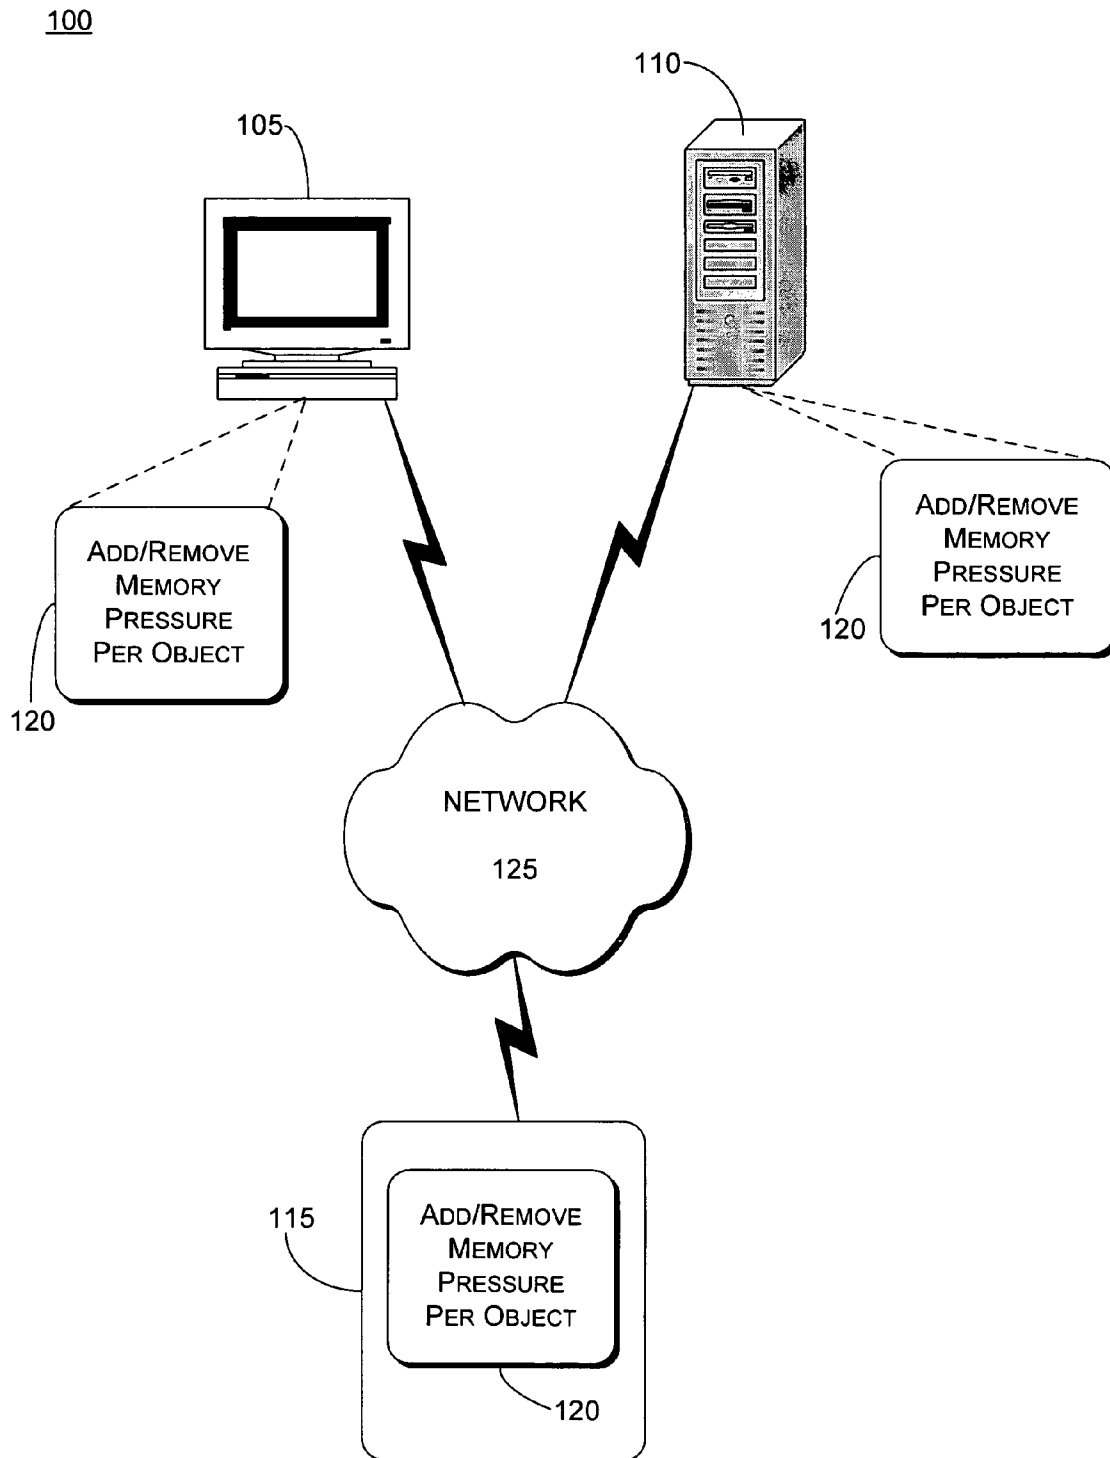 100
110
105
ADD/REMOVE
MEMORY
PRESSURE
PER OBJECT
120
ADD/REMOVE
MEMORY
PRESSURE
PER OBJECT
120
NETWORK
125
115
ADD/REMOVE
MEMORY
PRESSURE
PER OBJECT
120